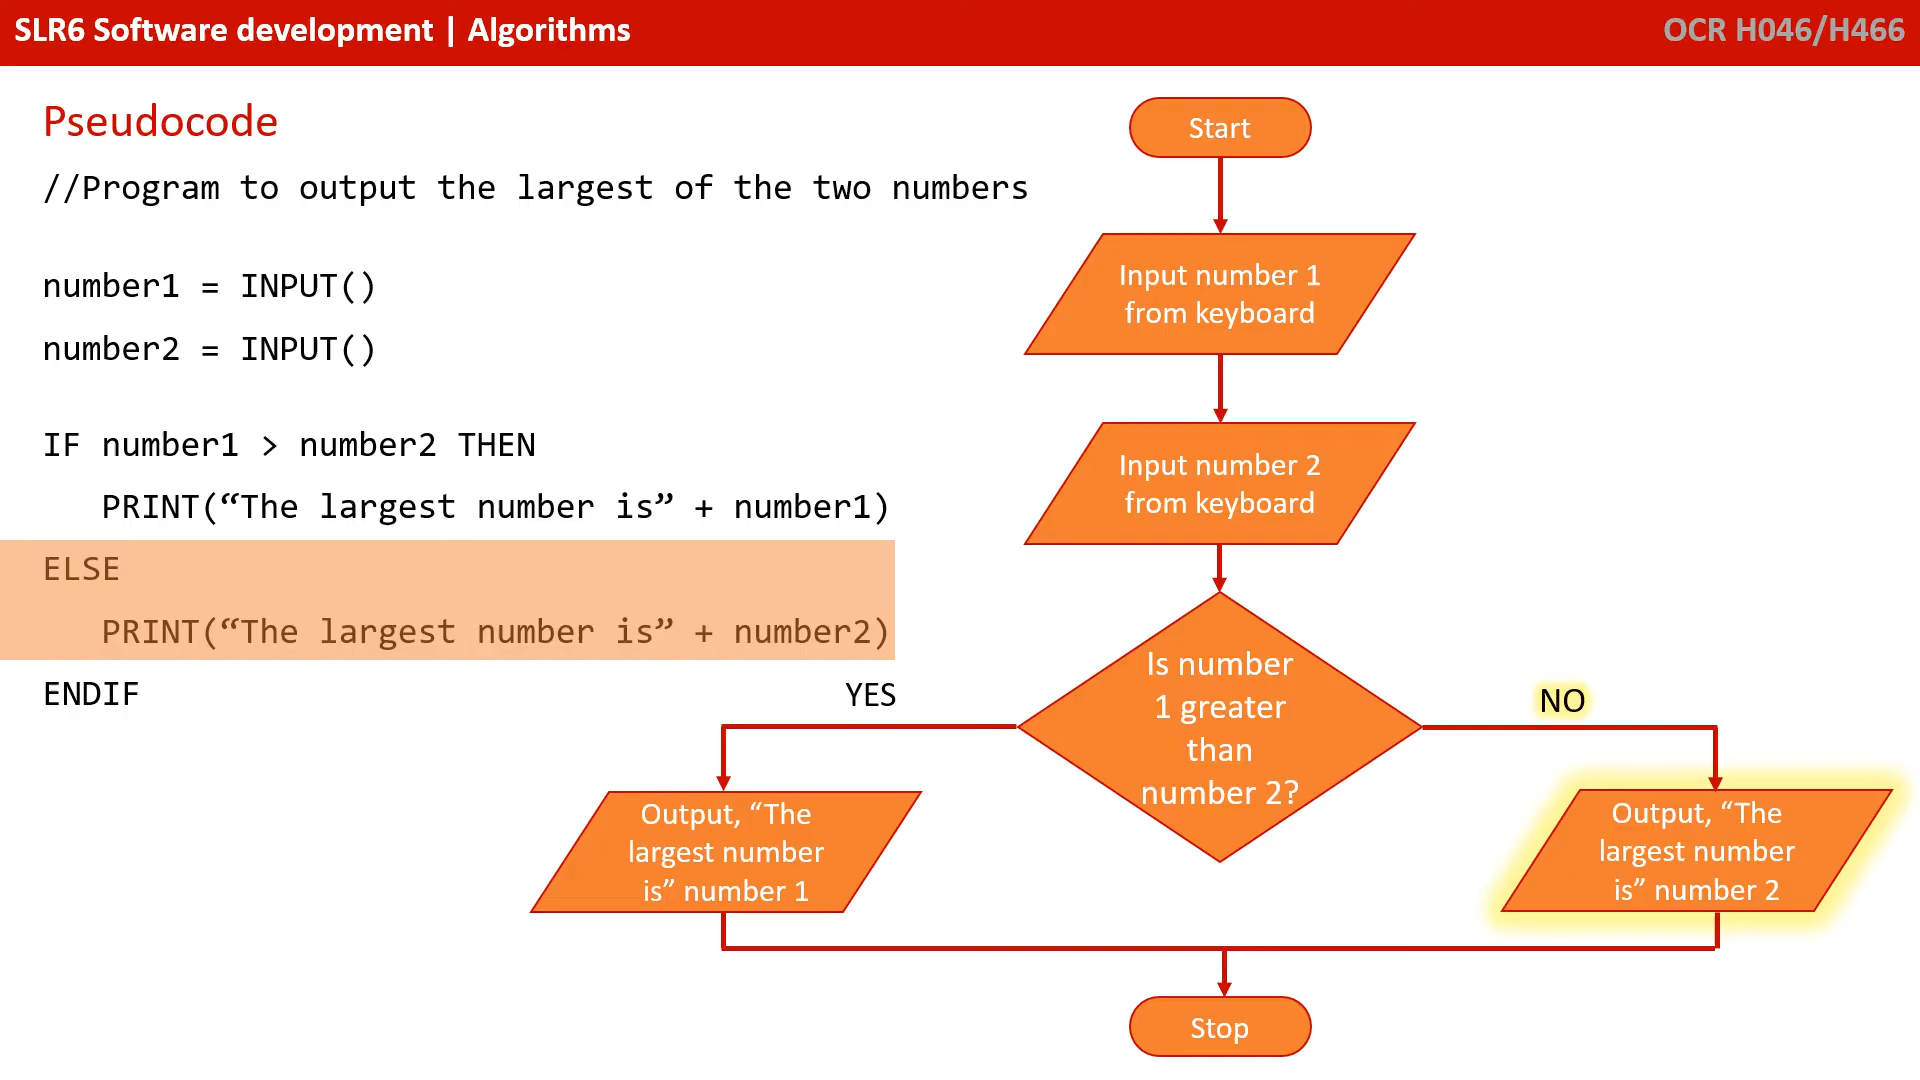 SLR6 Software development | Algorithms
OCR H046/H466
Pseudocode
//Program to output the largest of the two numbers
number1 = INPUT()
number2 = INPUT()
IF number1 > number2 THEN
PRINT(“The largest number is” + number1)
ELSE
PRINT(“The largest number is” + number2)
ENDIF
Start
Input number 1
from keyboard
Input number 2
from keyboard
Is number
1 greater
than
number 2?
YES
NO
Output, “The
largest number
is” number 1
Output, “The
largest number
is” number 2
Stop